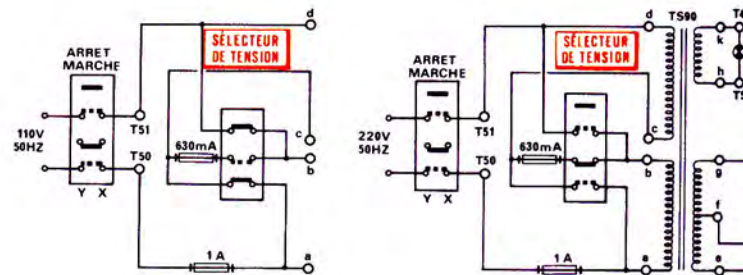 d
SÉLECTEUR
DE TENSION
ARRET
MARCHE
110V
50HZ
T51
T50
Y X
630mA
c
b
1 A
a
d
TS90
k
SÉLECTEUR
DE TENSION
ARRET
MARCHE
h
220V
50HZ
T51
T50
Y X
630mA
c
b
g
f
1 A
a
e